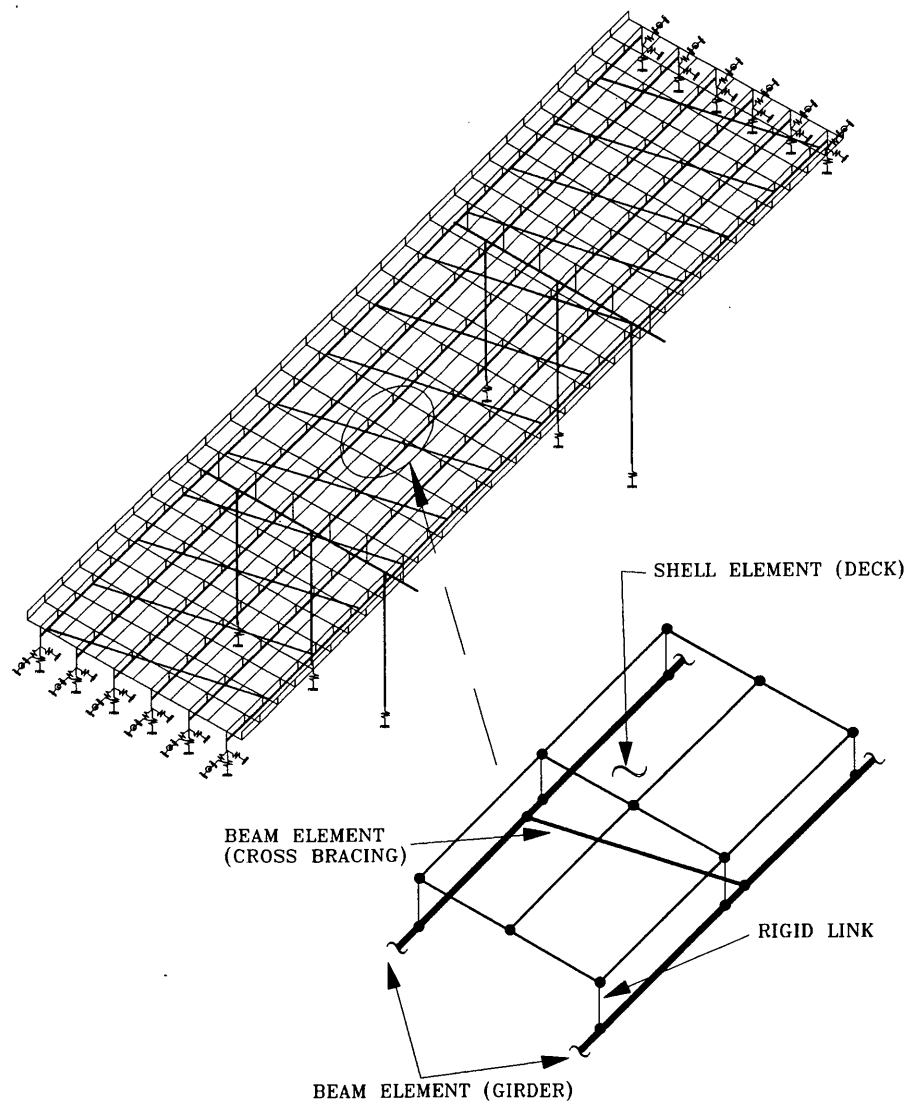 SHELL ELEMENT (DECK)
BEAM ELEMENT
(CROSS BRACING)
RIGID LINK
BEAM ELEMENT (GIRDER)